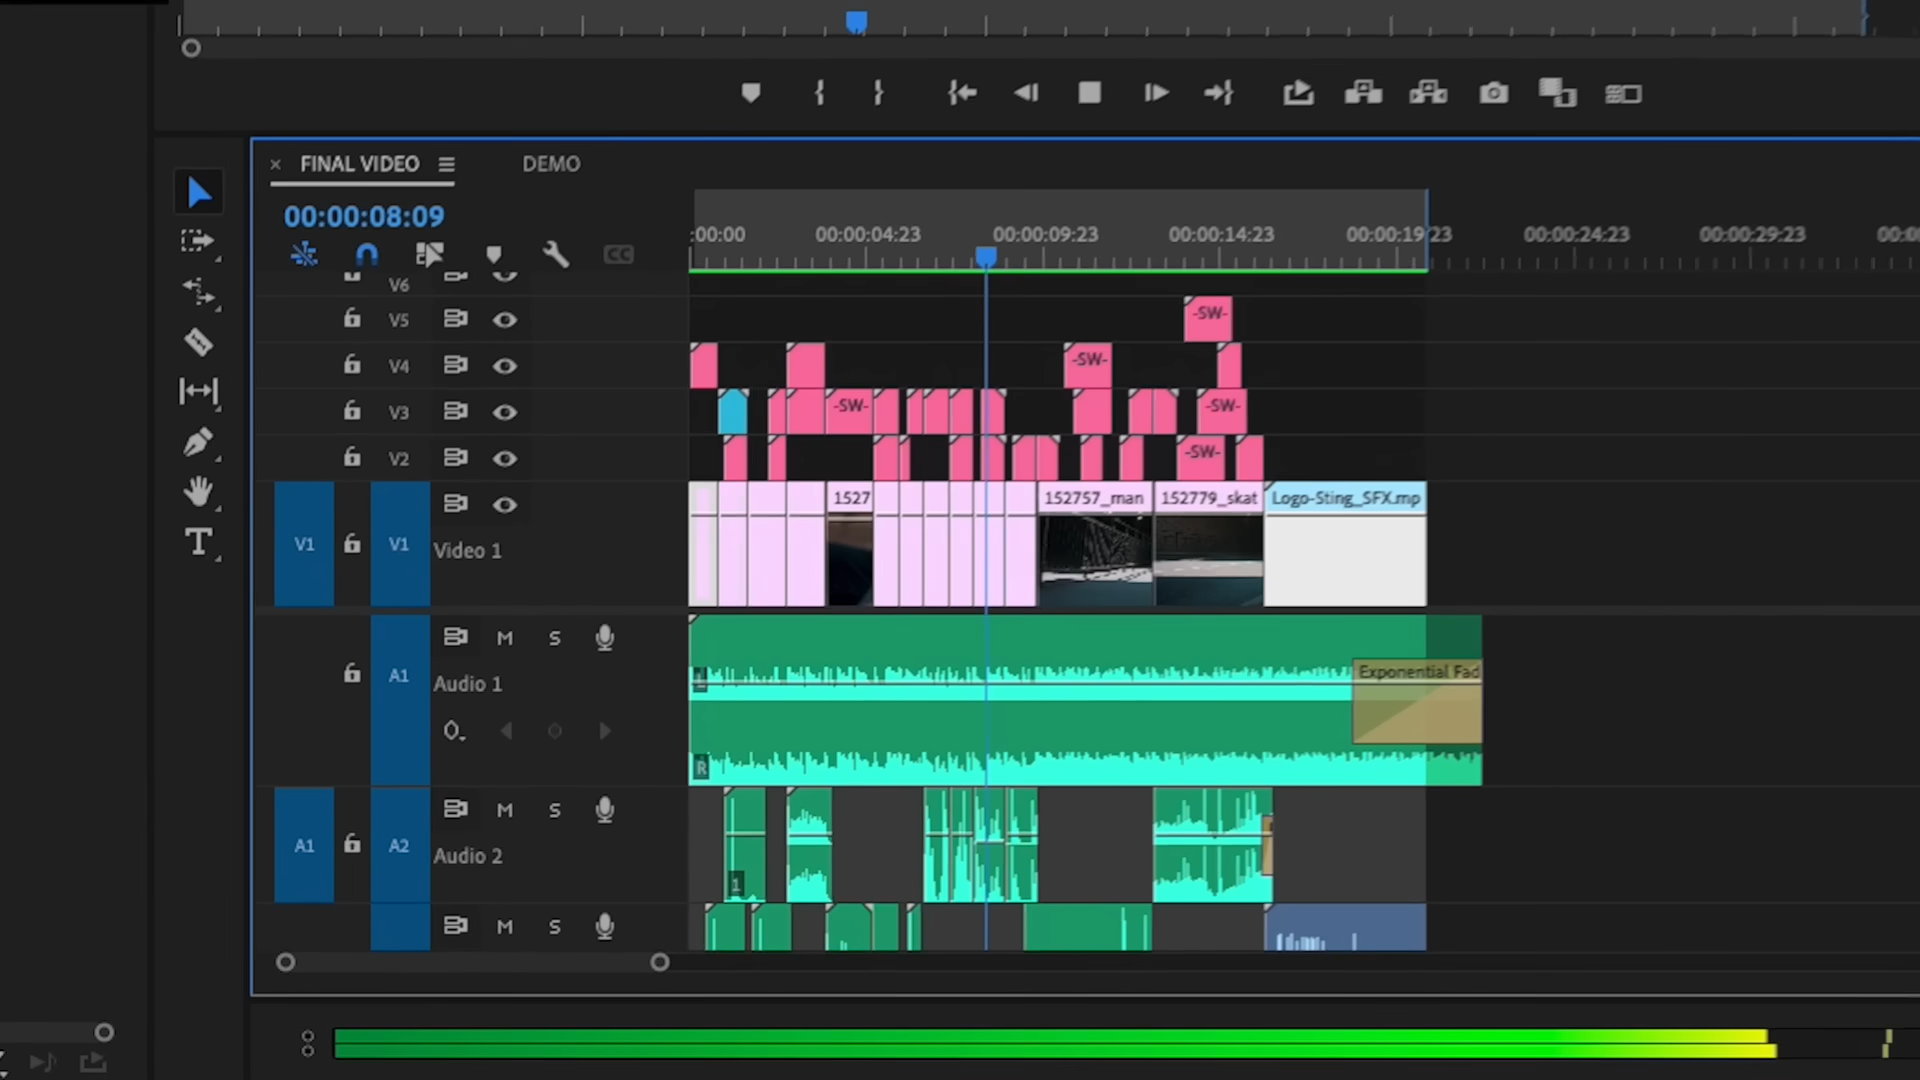 FINAL VIDEO
DEMO
00:00:08:09
:00:00
00:00:04:23
00:00:09:23
00:00:14:23
00:00:19:23
00:00:24:23
00:00:29:23
00:0
CC
V6
V5
-SW-
V4
-SW-
V3
-SW-
-SW-
V2
-SW-
V1
V1
Video 1
1527
152757_man
152779_skat
Logo-Sting_SFX.mp
A1
M
S
Audio 1
L
R
Exponential Fad
A1
A2
M
S
Audio 2
1
M
S